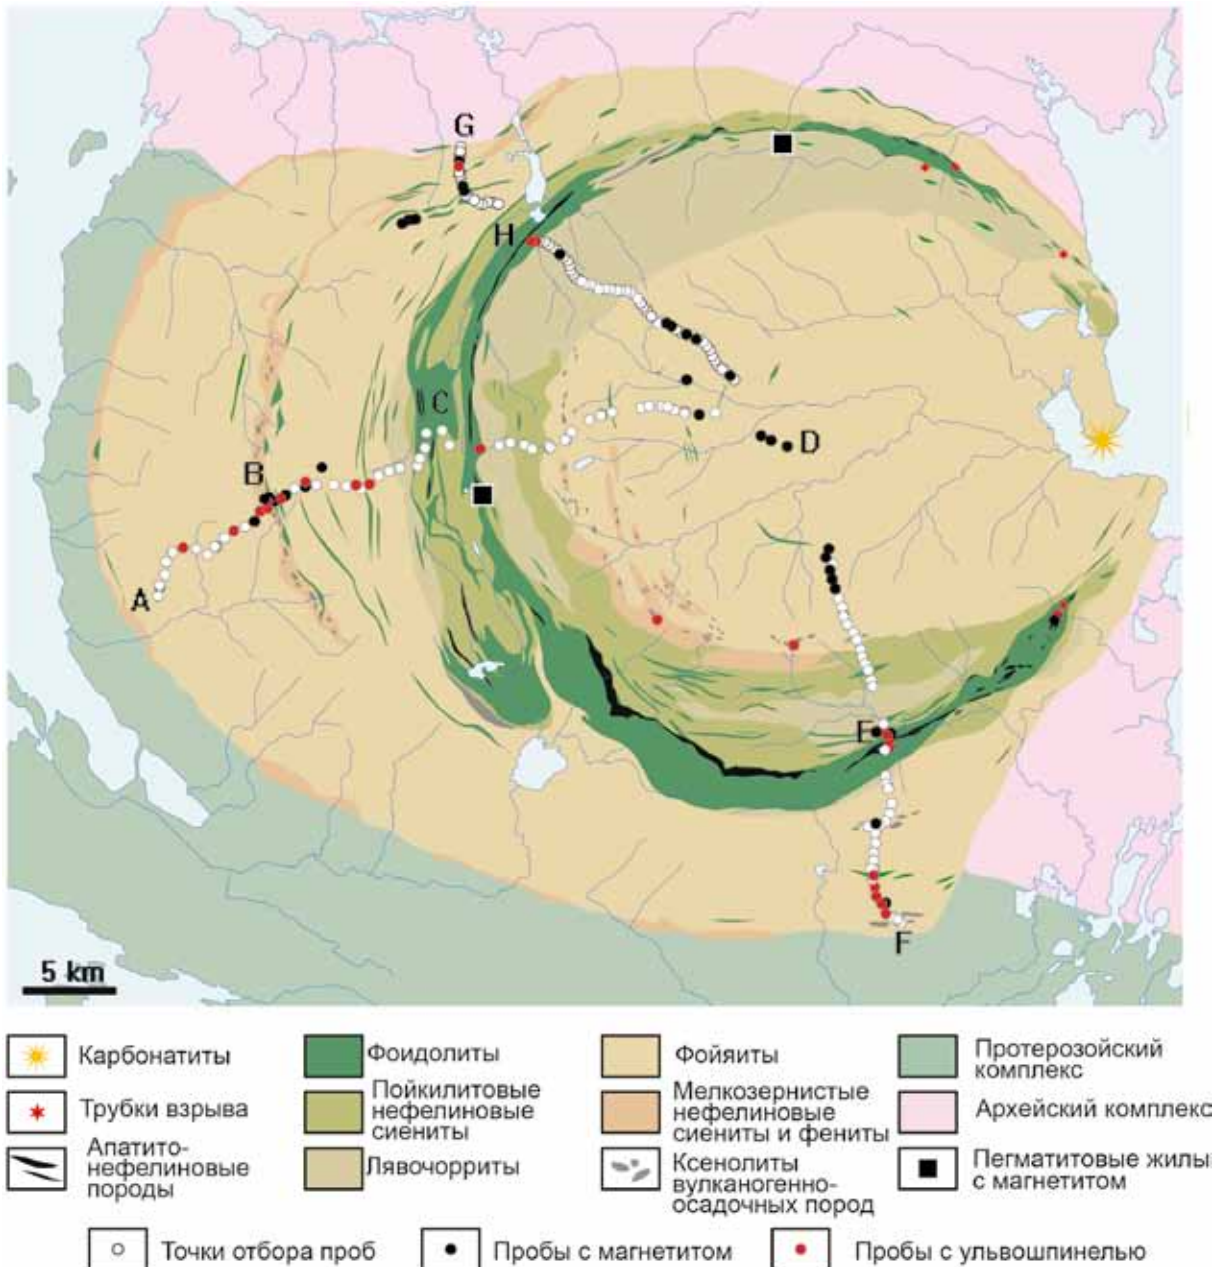 G
H
C
B
D
A
E
F
5 km
Карбонатиты
Фоидолиты
Фойяиты
Протерозойский
комплекс
Трубки взрыва
Пойкилитовые
нефелиновые
сиениты
Мелкозернистые
нефелиновые
сиениты и фениты
Архейский комплекс
Апатито-
нефелиновые
породы
Лявочорриты
Ксенолиты
вулканогенно-
осадочных пород
Пегматитовые жилы
с магнетитом
Точки отбора проб
Пробы с магнетитом
Пробы с ульвошпинелью